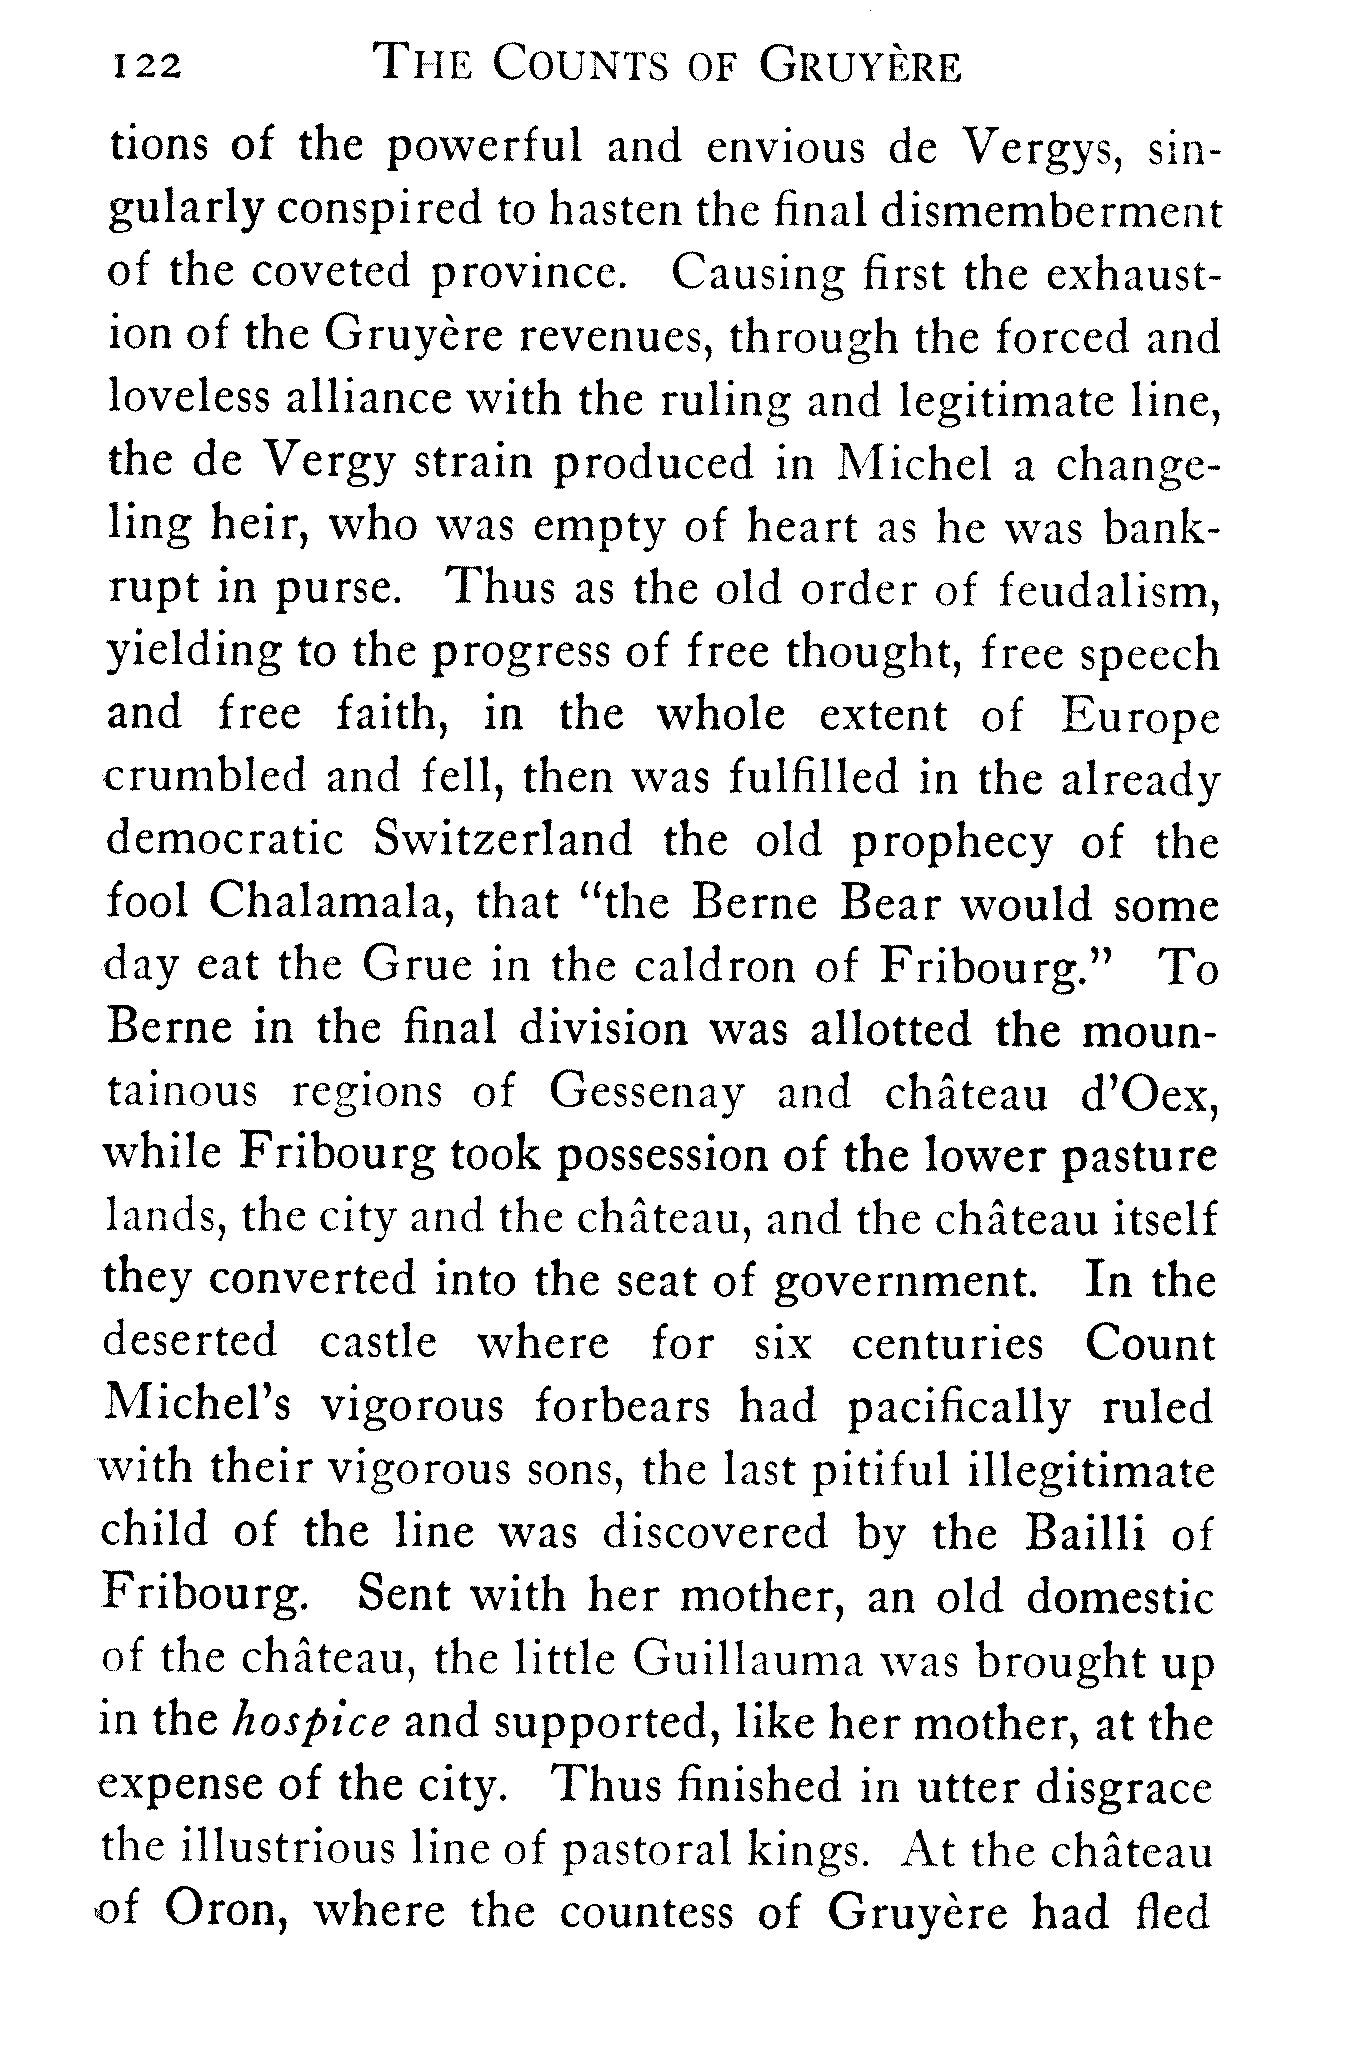 122 THE COUNTS OF GRUYÈRE
tions of the powerful and envious de Vergys, sin-
gularly conspired to hasten the final dismemberment
of the coveted province. Causing first the exhaust-
ion of the Gruyère revenues, through the forced and
loveless alliance with the ruling and legitimate line,
the de Vergy strain produced in Michel a change-
ling heir, who was empty of heart as he was bank-
rupt in purse. Thus as the old order of feudalism,
yielding to the progress of free thought, free speech
and free faith, in the whole extent of Europe
crumbled and fell, then was fulfilled in the already
democratic Switzerland the old prophecy of the
fool Chalamala, that “the Berne Bear would some
day eat the Grue in the caldron of Fribourg.” To
Berne in the final division was allotted the moun-
tainous regions of Gessenay and château d'Oex,
while Fribourg took possession of the lower pasture
lands, the city and the château, and the château itself
they converted into the seat of government. In the
deserted castle where for six centuries Count
Michel's vigorous forbears had pacifically ruled
with their vigorous sons, the last pitiful illegitimate
child of the line was discovered by the Bailli of
Fribourg. Sent with her mother, an old domestic
of the château, the little Guillauma was brought up
in the hospice and supported, like her mother, at the
expense of the city. Thus finished in utter disgrace
the illustrious line of pastoral kings. At the château
of Oron, where the countess of Gruyère had fled